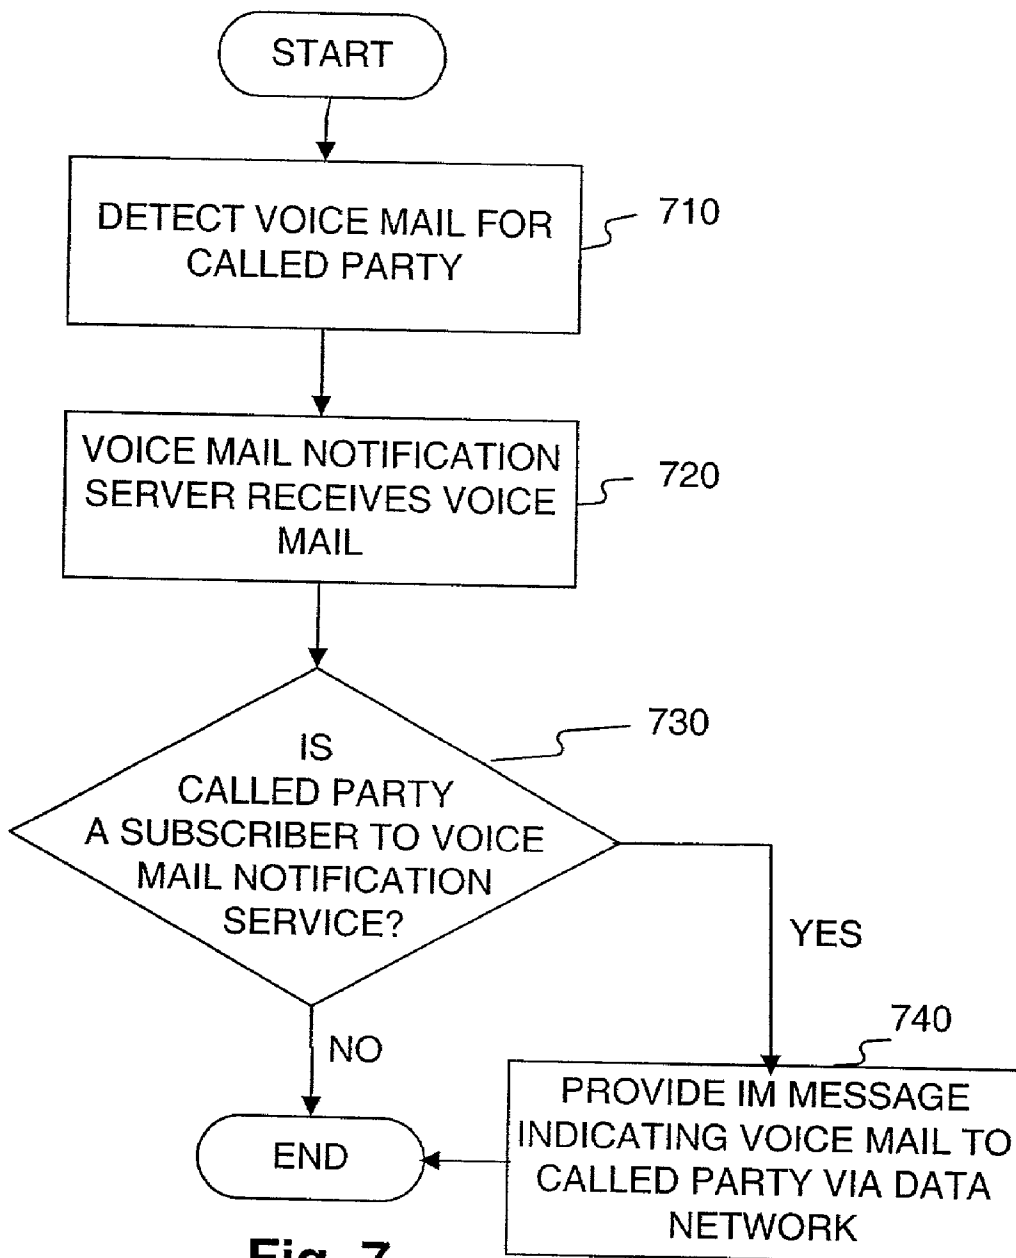 START
DETECT VOICE MAIL FOR
CALLED PARTY
710
VOICE MAIL NOTIFICATION
SERVER RECEIVES VOICE
MAIL
720
IS
CALLED PARTY
A SUBSCRIBER TO VOICE
MAIL NOTIFICATION
SERVICE?
730
YES
NO
740
PROVIDE IM MESSAGE
INDICATING VOICE MAIL TO
CALLED PARTY VIA DATA
NETWORK
END
Fig. 7